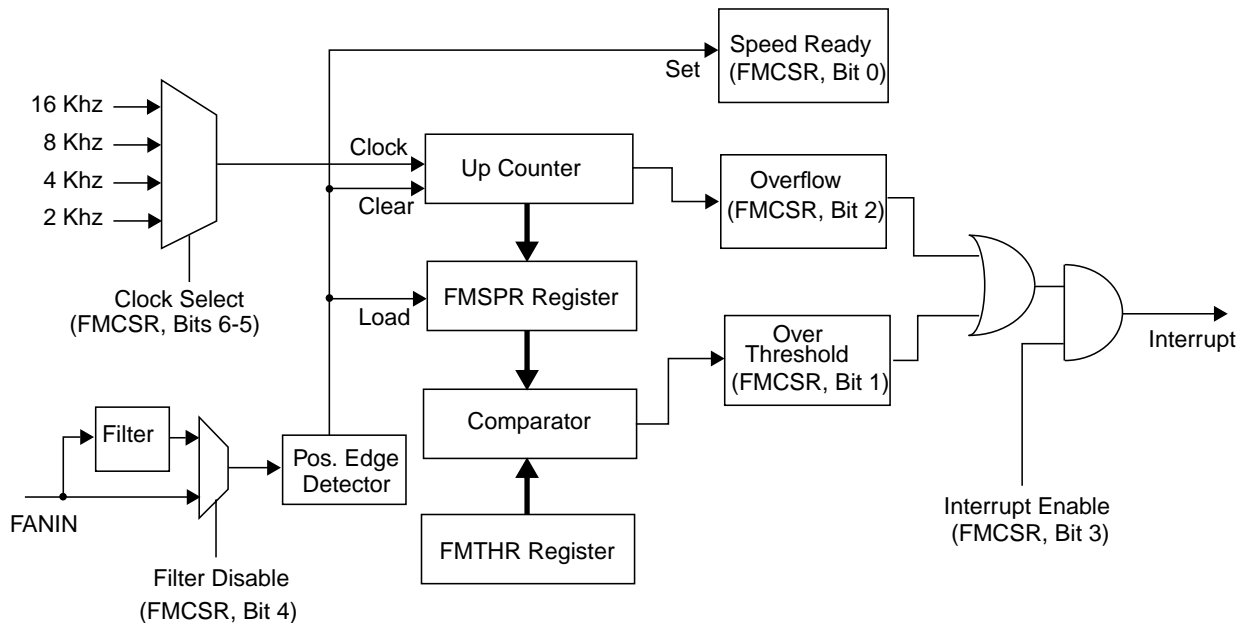 Speed Ready
(FMCSR, Bit 0)
Set
16 Khz
8 Khz
4 Khz
2 Khz
Clock
Clear
Up Counter
Overflow
(FMCSR, Bit 2)
Clock Select
(FMCSR, Bits 6-5)
Load
FMSPR Register
Over
Threshold
(FMCSR, Bit 1)
Interrupt
Comparator
Filter
Pos. Edge
Detector
FANIN
FMTHR Register
Interrupt Enable
(FMCSR, Bit 3)
Filter Disable
(FMCSR, Bit 4)